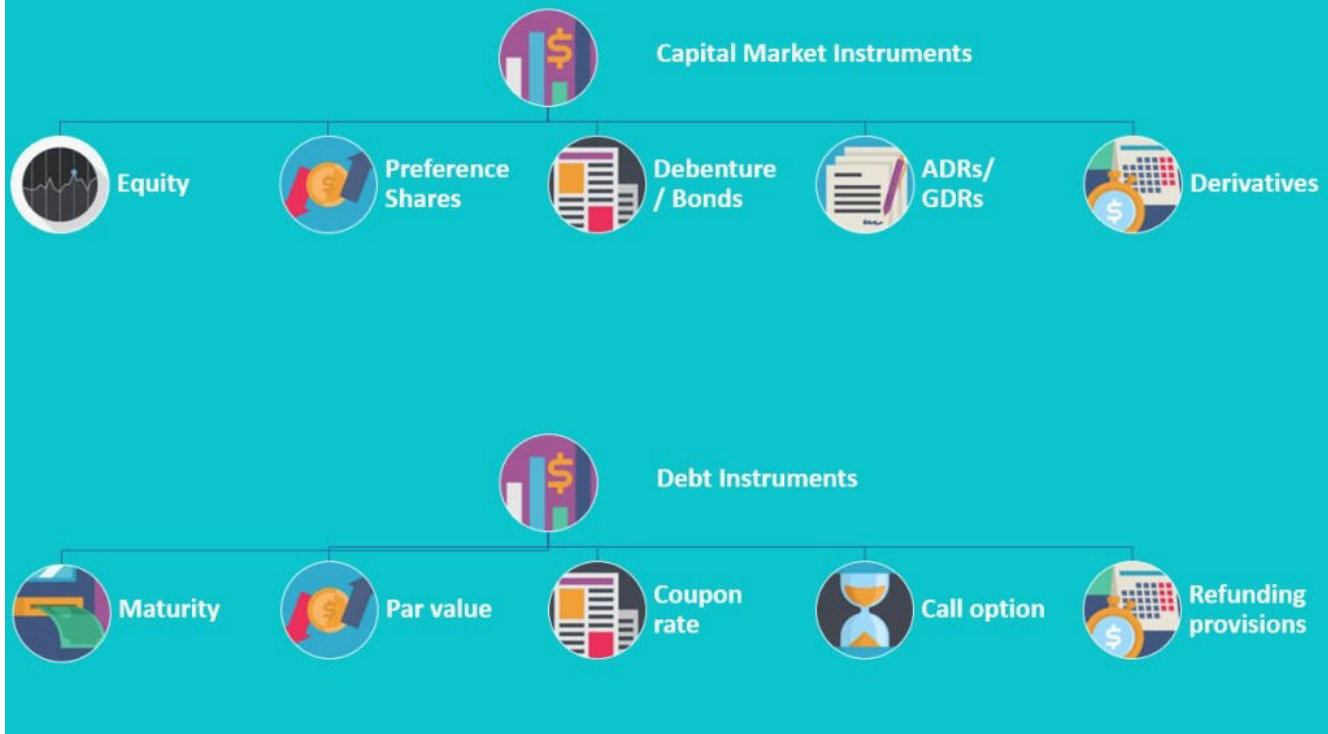 Capital Market Instruments
Equity
Preference
Shares
Debenture
/ Bonds
ADRs/
GDRs
Derivatives
Debt Instruments
Maturity
Par value
Coupon
rate
Call option
Refunding
provisions